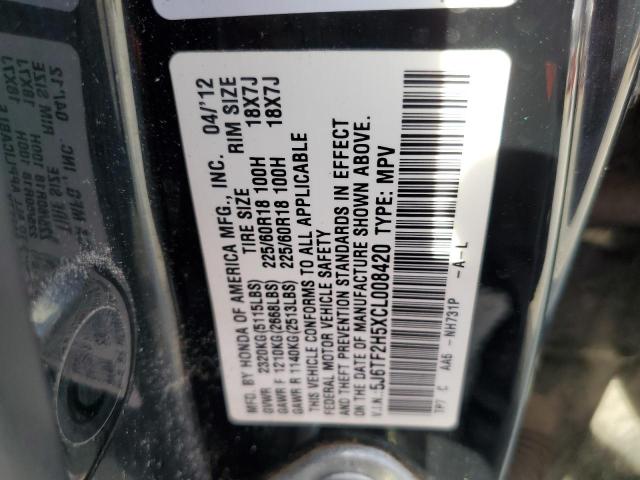 MFD. BY HONDA OF AMERICA MFG., INC. 04/'12
GVWR 2320KG(5115LBS) TIRE SIZE RIM SIZE
GAWR F 1210KG(2668LBS) 225/60R18 100H 18X7J
GAWR R 1140KG(2513LBS) 225/60R18 100H 18X7J
THIS VEHICLE CONFORMS TO ALL APPLICABLE
FEDERAL MOTOR VEHICLE SAFETY
AND THEFT PREVENTION STANDARDS IN EFFECT
ON THE DATE OF MANUFACTURE SHOWN ABOVE.
V.I.N.:5J6TF2H5XCL008420 TYPE: MPV
TP7 C AA6 -NH731P -A-L